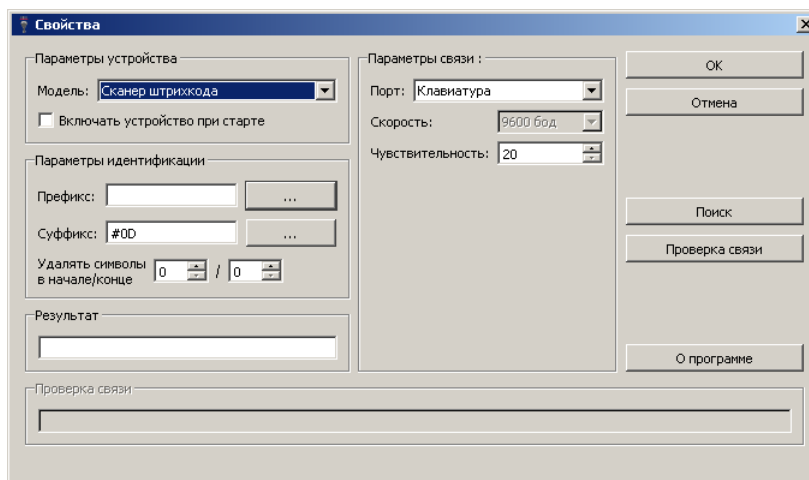 Свойства
Параметры устройства
Модель: Сканер штрихкода
Включать устройство при старте
Параметры идентификации
Префикс: ...
Суффикс: #0D ...
Удалять символы
в начале/конце 0 / 0
Результат
Параметры связи :
Порт: Клавиатура
Скорость: 9600 бод
Чувствительность: 20
ОК
Отмена
Поиск
Проверка связи
О программе
Проверка связи